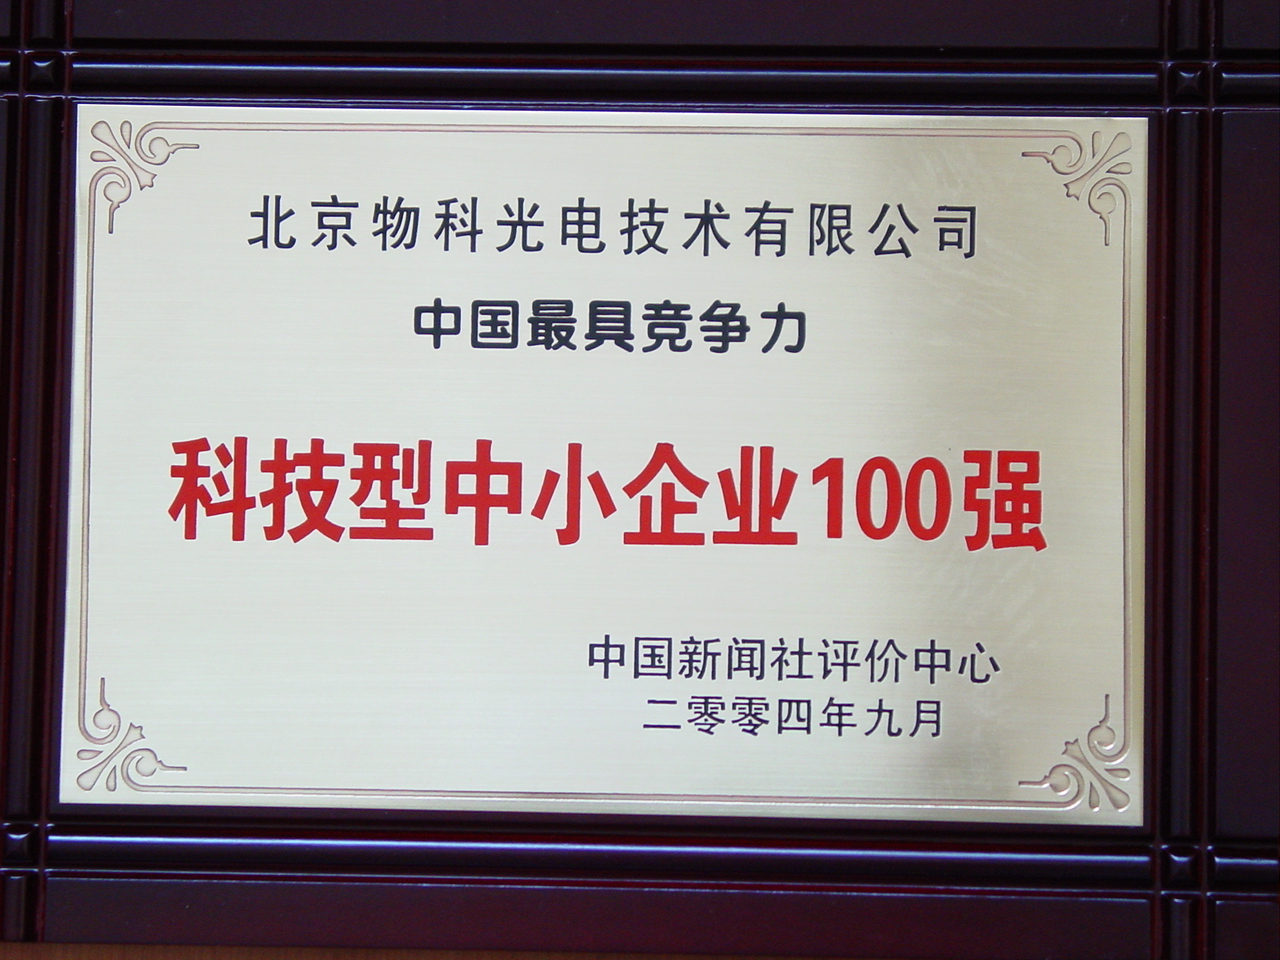 北京物科光电技术有限公司
中国最具竞争力
科技型中小企业100强
中国新闻社评价中心
二零零四年九月